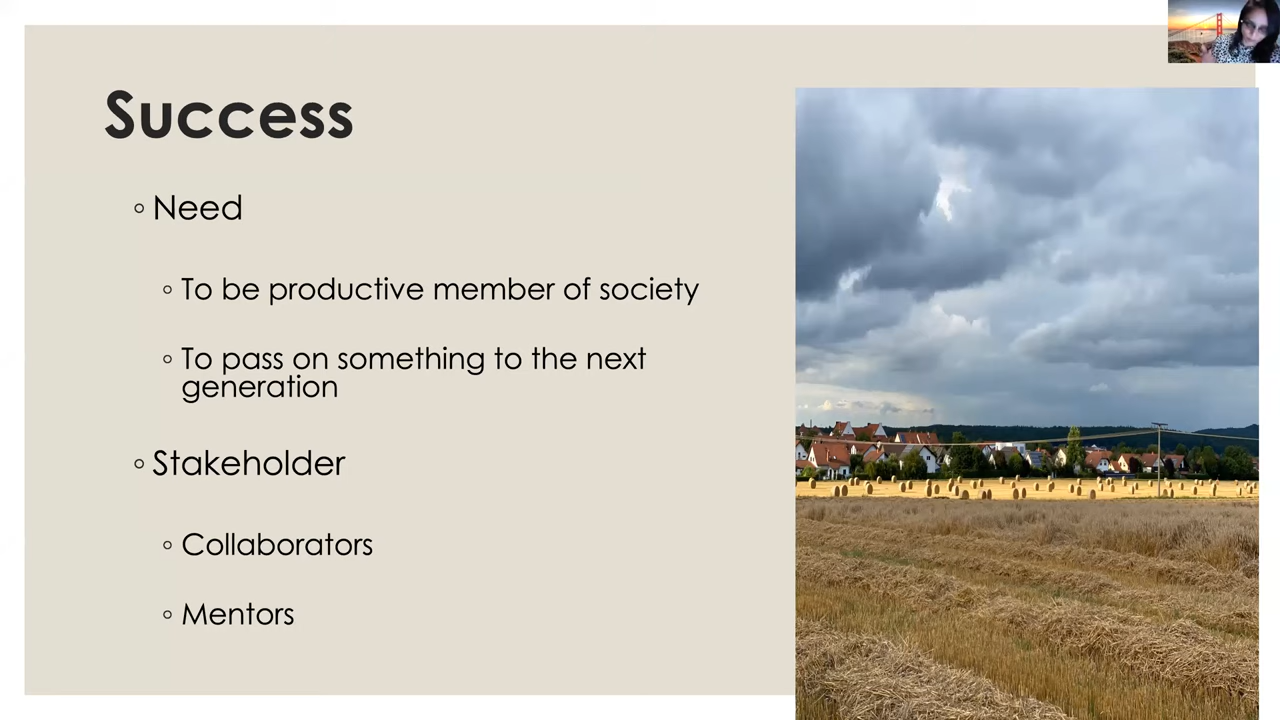 Success
◦ Need
◦ To be productive member of society
◦ To pass on something to the next
generation
◦ Stakeholder
◦ Collaborators
◦ Mentors